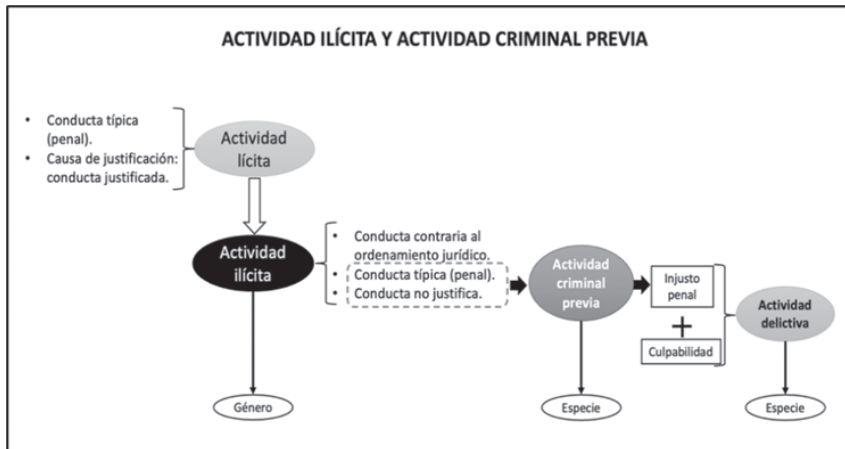 ACTIVIDAD ILÍCITA Y ACTIVIDAD CRIMINAL PREVIA
• Conducta típica
(penal).
• Causa de justificación:
conducta justificada.
Actividad
lícita
Actividad
ilícita
• Conducta contraria al
ordenamiento jurídico.
• Conducta típica (penal).
• Conducta no justifica.
Actividad
criminal
previa
Injusto
penal
+
Culpabilidad
Actividad
delictiva
Género
Especie
Especie